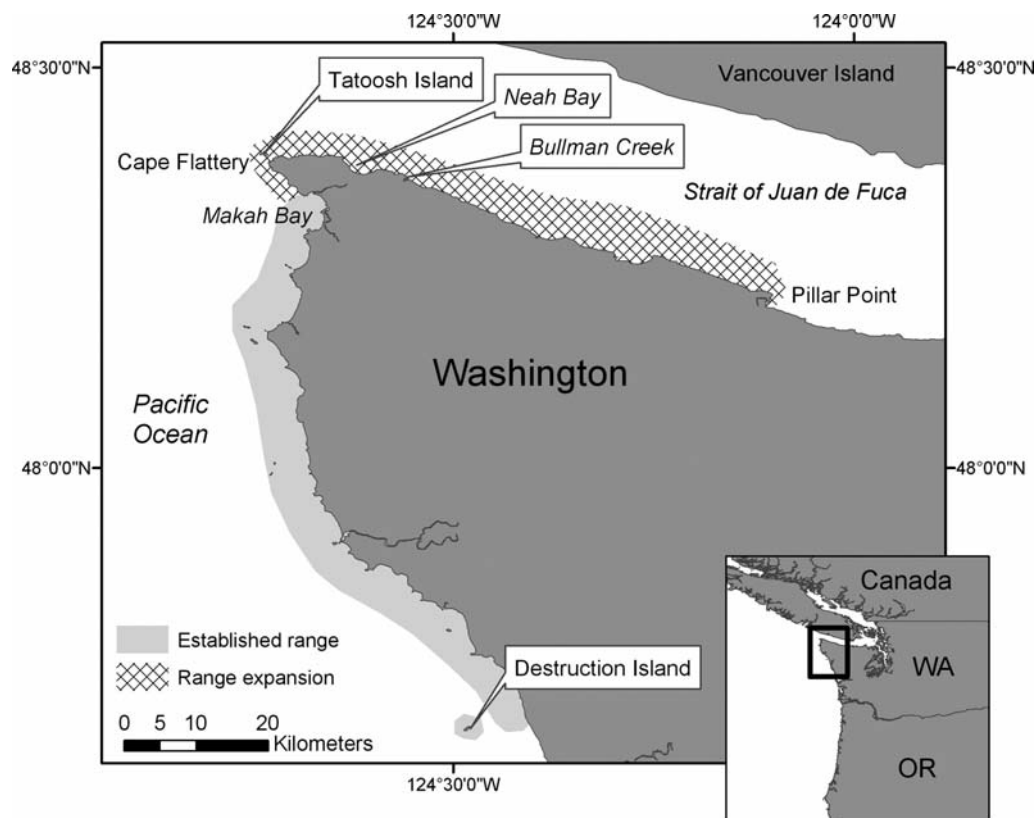 124°30'0"W
124°0'0"W
48°30'0"N
48°30'0"N
Vancouver Island
Tatoosh Island
Neah Bay
Bullman Creek
Cape Flattery
Strait of Juan de Fuca
Makah Bay
Pillar Point
Washington
Pacific
Ocean
48°0'0"N
48°0'0"N
Established range
Range expansion
Destruction Island
0 5 10 20
Kilometers
124°30'0"W
Canada
WA
OR